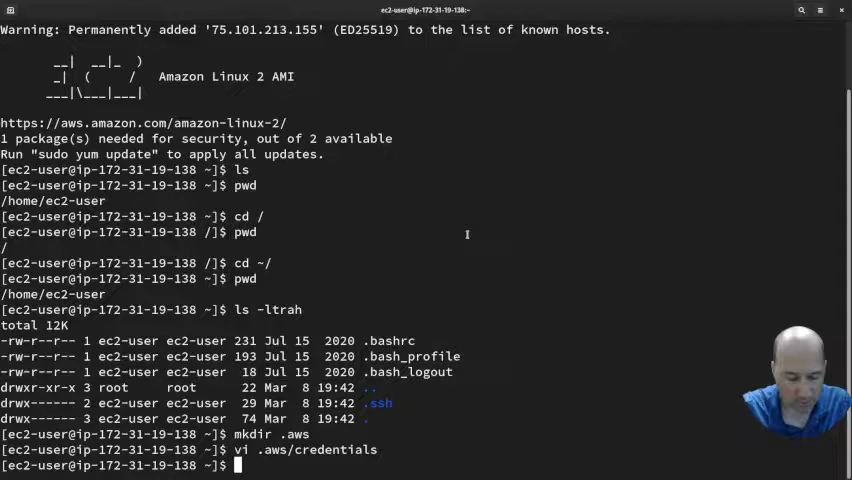 ec2-user@ip-172-31-19-138:~
Warning: Permanently added '75.101.213.155' (ED25519) to the list of known hosts.
__|  __|_  )
_|  (     /   Amazon Linux 2 AMI
___|\___|___|
https://aws.amazon.com/amazon-linux-2/
1 package(s) needed for security, out of 2 available
Run "sudo yum update" to apply all updates.
[ec2-user@ip-172-31-19-138 ~]$ ls
[ec2-user@ip-172-31-19-138 ~]$ pwd
/home/ec2-user
[ec2-user@ip-172-31-19-138 ~]$ cd /
[ec2-user@ip-172-31-19-138 /]$ pwd
/
[ec2-user@ip-172-31-19-138 /]$ cd ~/
[ec2-user@ip-172-31-19-138 ~]$ pwd
/home/ec2-user
[ec2-user@ip-172-31-19-138 ~]$ ls -ltrah
total 12K
-rw-r--r-- 1 ec2-user ec2-user 231 Jul 15  2020 .bashrc
-rw-r--r-- 1 ec2-user ec2-user 193 Jul 15  2020 .bash_profile
-rw-r--r-- 1 ec2-user ec2-user  18 Jul 15  2020 .bash_logout
drwxr-xr-x 3 root     root      22 Mar  8 19:42 ..
drwx------ 2 ec2-user ec2-user  29 Mar  8 19:42 .ssh
drwx------ 3 ec2-user ec2-user  74 Mar  8 19:42 .
[ec2-user@ip-172-31-19-138 ~]$ mkdir .aws
[ec2-user@ip-172-31-19-138 ~]$ vi .aws/credentials
[ec2-user@ip-172-31-19-138 ~]$